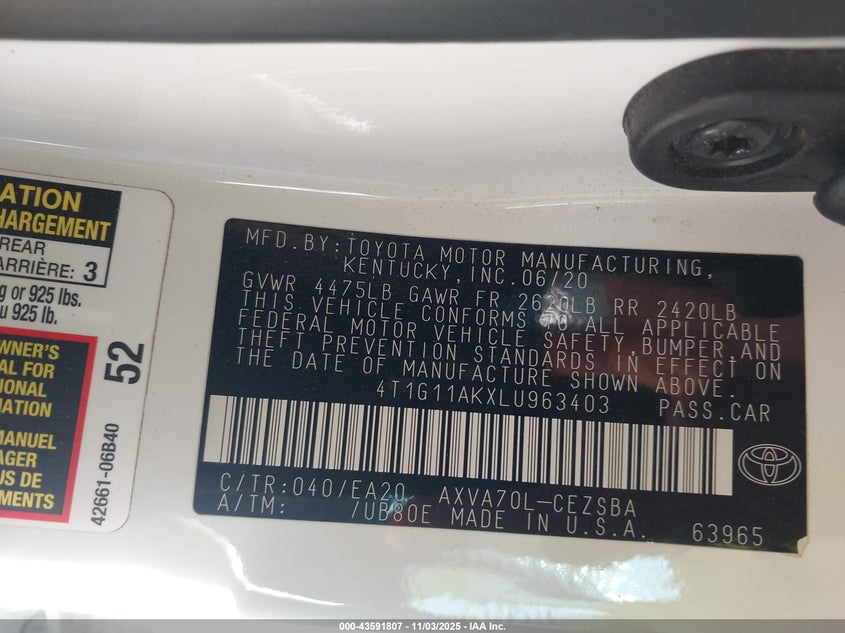 ATION
HARGEMENT
REAR
ARRIÈRE: 3
g or 925 lbs.
u 925 lb.
WNER'S
AL FOR
IONAL
MATION
MANUEL
AGER
US DE
EMENTS
52
42661-06B40
MFD.BY:TOYOTA MOTOR MANUFACTURING,
KENTUCKY,INC.06/20
GVWR 4475LB GAWR FR 2620LB RR 2420LB
THIS VEHICLE CONFORMS TO ALL APPLICABLE
FEDERAL MOTOR VEHICLE SAFETY,BUMPER,AND
THEFT PREVENTION STANDARDS IN EFFECT ON
THE DATE OF MANUFACTURE SHOWN ABOVE.
4T1G11AKXLU963403 PASS.CAR
C/TR:040/EA20 AXVA70L-CEZSBA
A/TM: /UB80E MADE IN U.S.A. 63965
TOYOTA
000-43591807 - 11/03/2025 - IAA Inc.